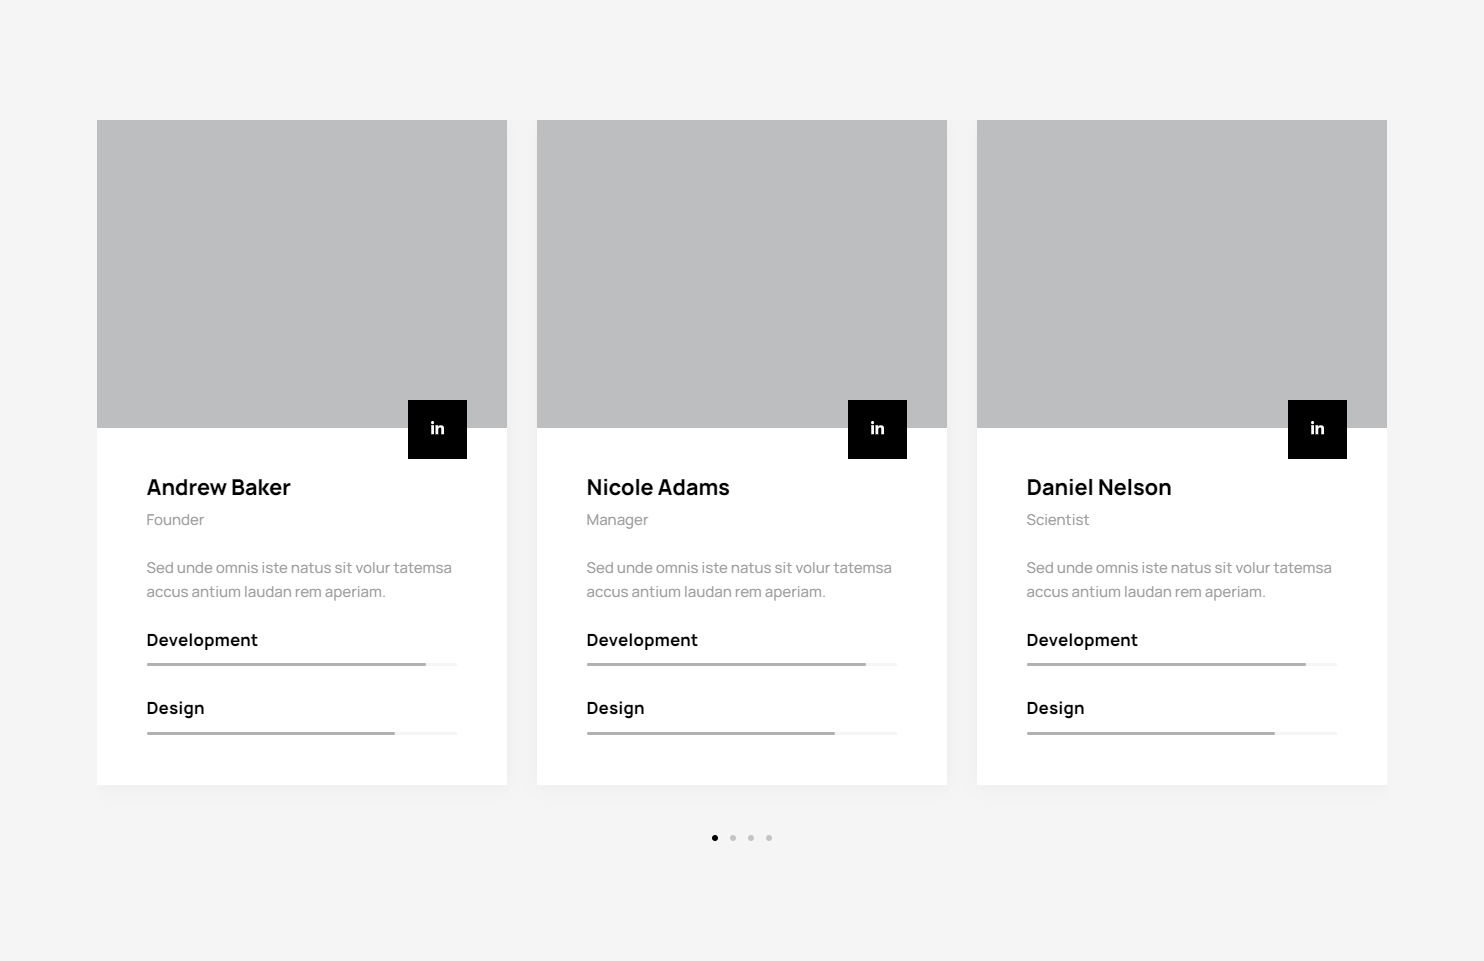 in
Andrew Baker
Founder
Sed unde omnis iste natus sit volur tatemsa
accus antium laudan rem aperiam.
Development
Design
in
Nicole Adams
Manager
Sed unde omnis iste natus sit volur tatemsa
accus antium laudan rem aperiam.
Development
Design
in
Daniel Nelson
Scientist
Sed unde omnis iste natus sit volur tatemsa
accus antium laudan rem aperiam.
Development
Design